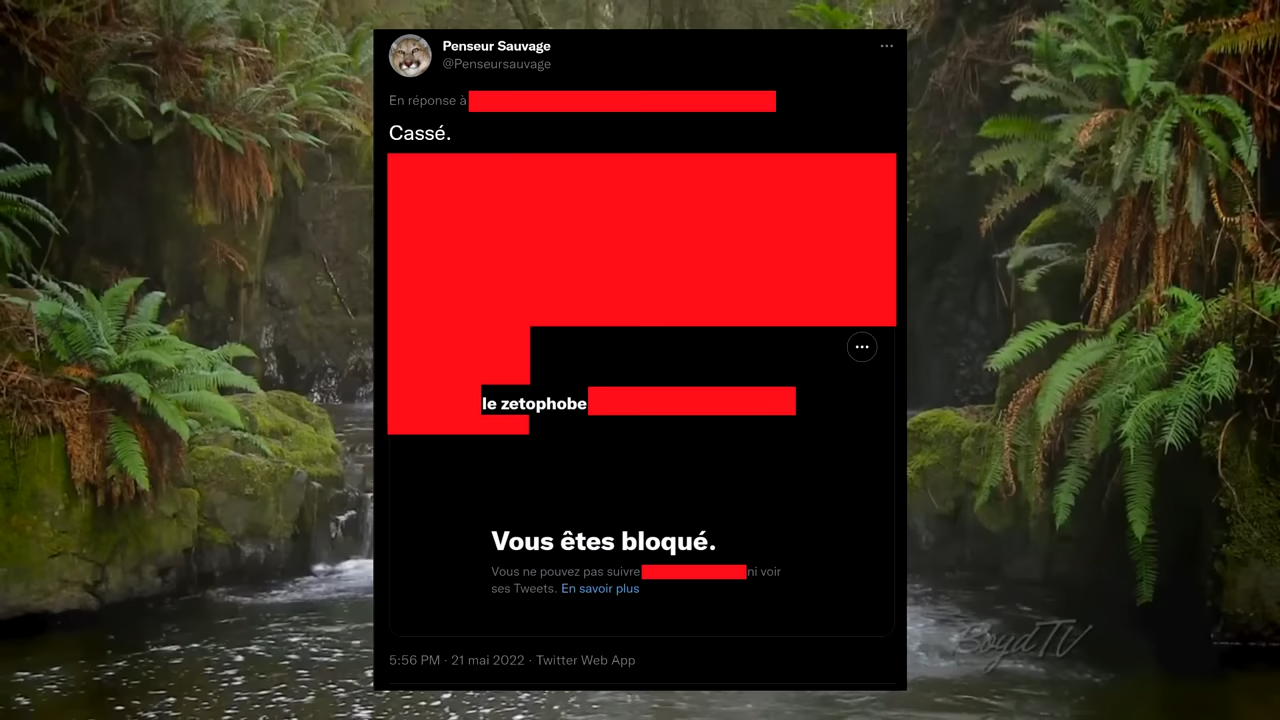 Penseur Sauvage
@Penseursauvage
En réponse à
Cassé.
le zetophobe
Vous êtes bloqué.
Vous ne pouvez pas suivre ni voir
ses Tweets. En savoir plus
5:56 PM · 21 mai 2022 · Twitter Web App
BoydTV